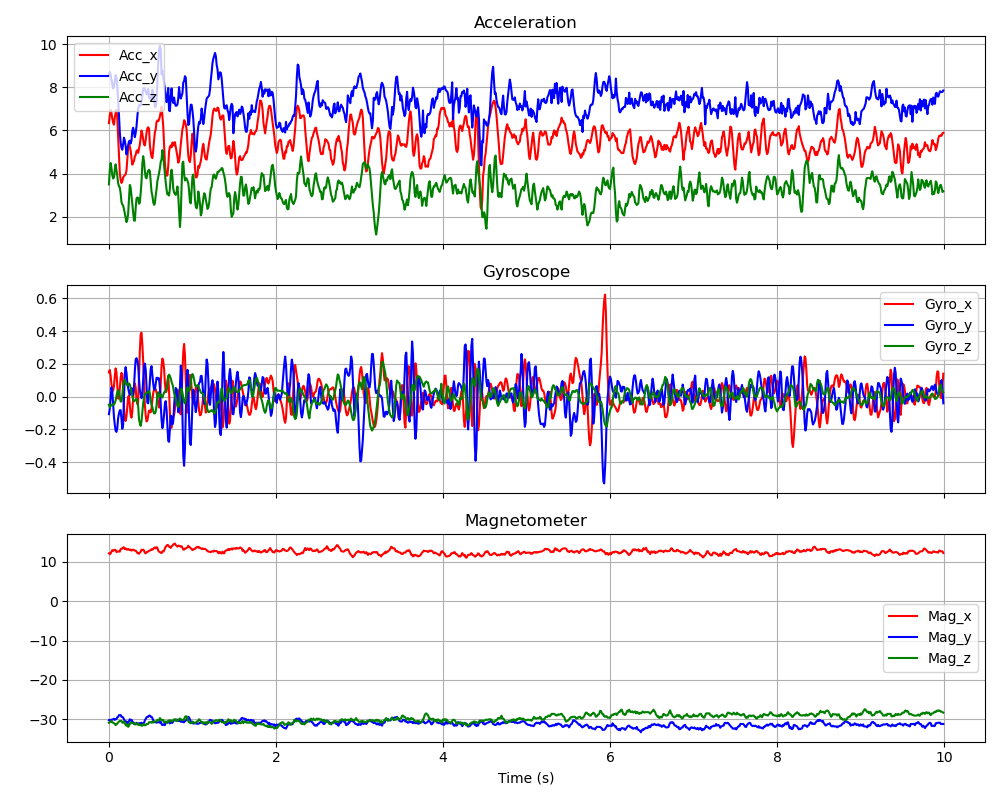 Acceleration
10
8
6
4
2
Acc_x
Acc_y
Acc_z
Gyroscope
0.6
0.4
0.2
0.0
−0.2
−0.4
Gyro_x
Gyro_y
Gyro_z
Magnetometer
10
0
−10
−20
−30
Mag_x
Mag_y
Mag_z
0 2 4 6 8 10
Time (s)